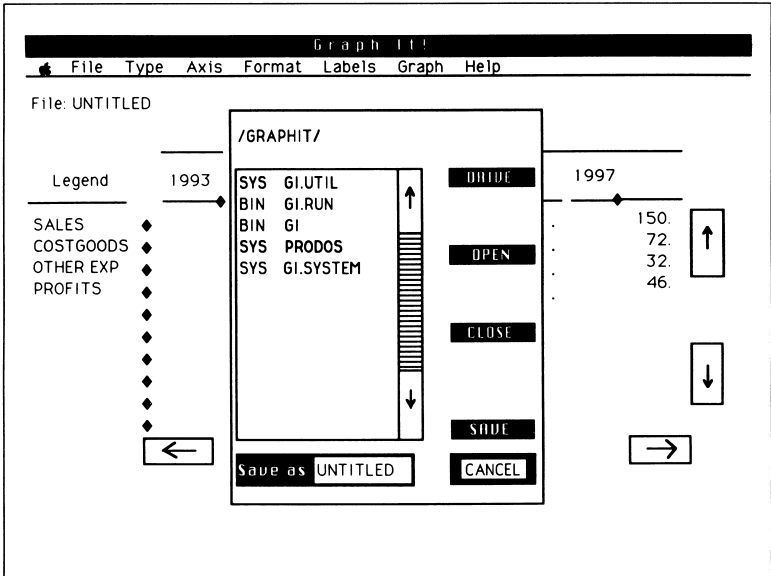 Graph It!
File Type Axis Format Labels Graph Help
File: UNTITLED
/GRAPHIT/
Legend 1993 1997
SYS GI.UTIL
BIN GI.RUN
BIN GI
SYS PRODOS
SYS GI.SYSTEM
DRIVE
OPEN
CLOSE
SAVE
CANCEL
Save as UNTITLED
SALES 150.
COSTGOODS 72.
OTHER EXP 32.
PROFITS 46.